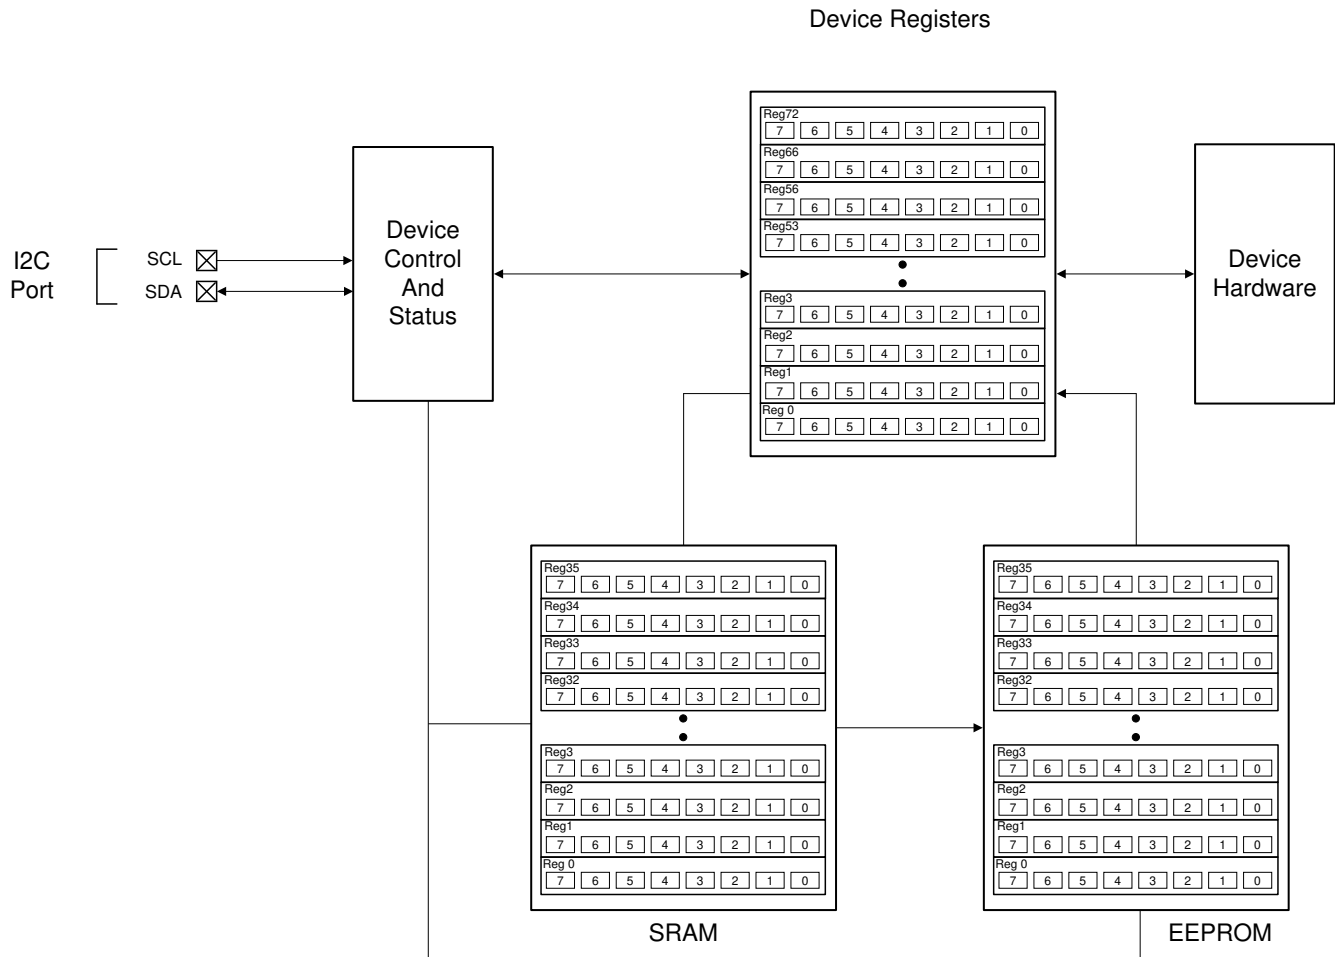 Device Registers
Reg72
7 6 5 4 3 2 1 0
Reg66
7 6 5 4 3 2 1 0
Reg56
7 6 5 4 3 2 1 0
Reg53
7 6 5 4 3 2 1 0
Reg3
7 6 5 4 3 2 1 0
Reg2
7 6 5 4 3 2 1 0
Reg1
7 6 5 4 3 2 1 0
Reg 0
7 6 5 4 3 2 1 0
I2C
Port
SCL
SDA
Device
Control
And
Status
Device
Hardware
Reg35
7 6 5 4 3 2 1 0
Reg34
7 6 5 4 3 2 1 0
Reg33
7 6 5 4 3 2 1 0
Reg32
7 6 5 4 3 2 1 0
Reg3
7 6 5 4 3 2 1 0
Reg2
7 6 5 4 3 2 1 0
Reg1
7 6 5 4 3 2 1 0
Reg 0
7 6 5 4 3 2 1 0
SRAM
Reg35
7 6 5 4 3 2 1 0
Reg34
7 6 5 4 3 2 1 0
Reg33
7 6 5 4 3 2 1 0
Reg32
7 6 5 4 3 2 1 0
Reg3
7 6 5 4 3 2 1 0
Reg2
7 6 5 4 3 2 1 0
Reg1
7 6 5 4 3 2 1 0
Reg 0
7 6 5 4 3 2 1 0
EEPROM